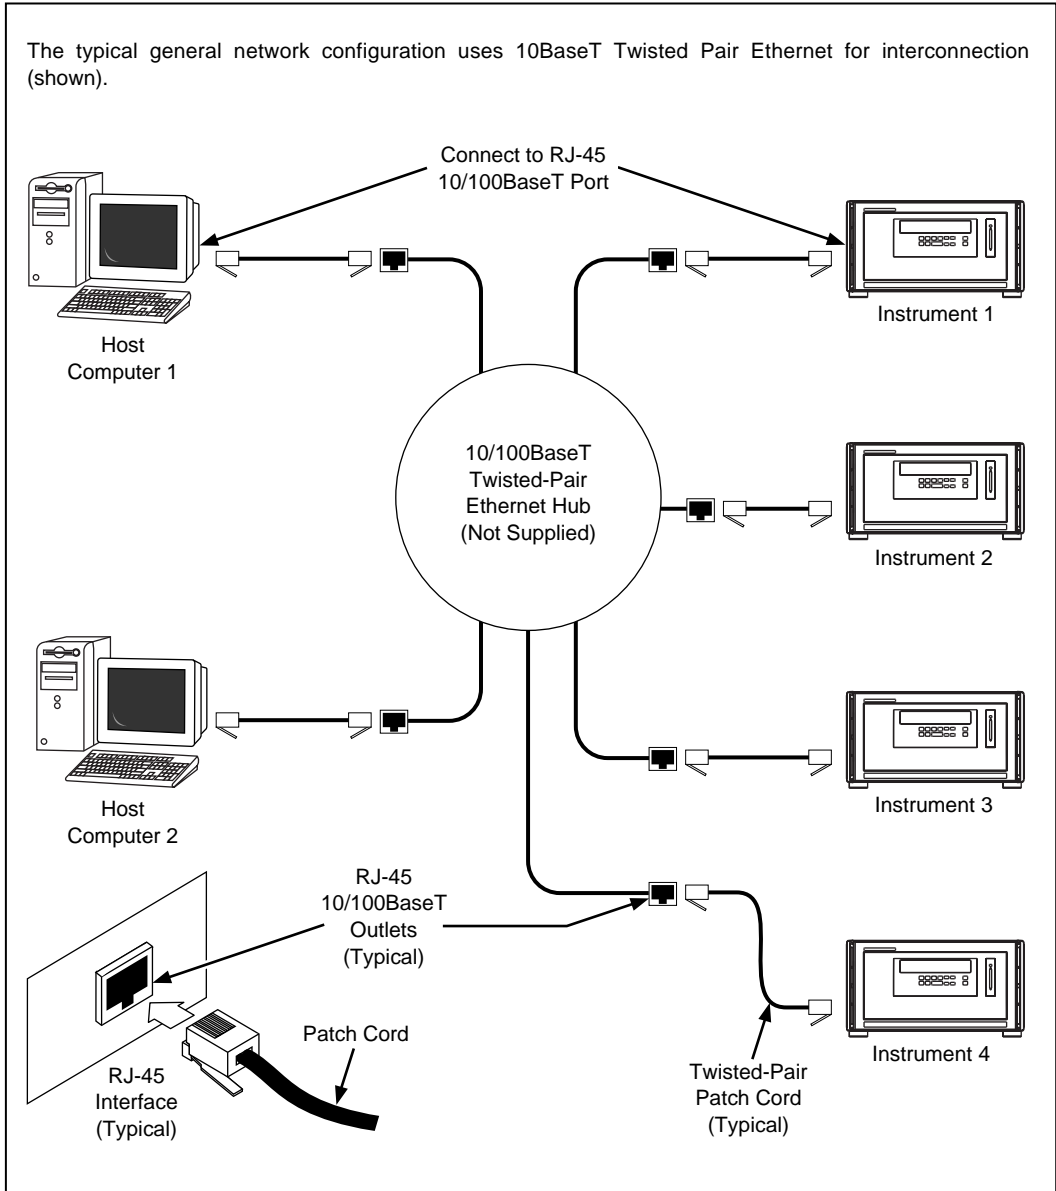 The typical general network configuration uses 10BaseT Twisted Pair Ethernet for interconnection
(shown).
Connect to RJ-45
10/100BaseT Port
Host
Computer 1
Instrument 1
10/100BaseT
Twisted-Pair
Ethernet Hub
(Not Supplied)
Instrument 2
Host
Computer 2
Instrument 3
RJ-45
10/100BaseT
Outlets
(Typical)
Patch Cord
RJ-45
Interface
(Typical)
Twisted-Pair
Patch Cord
(Typical)
Instrument 4